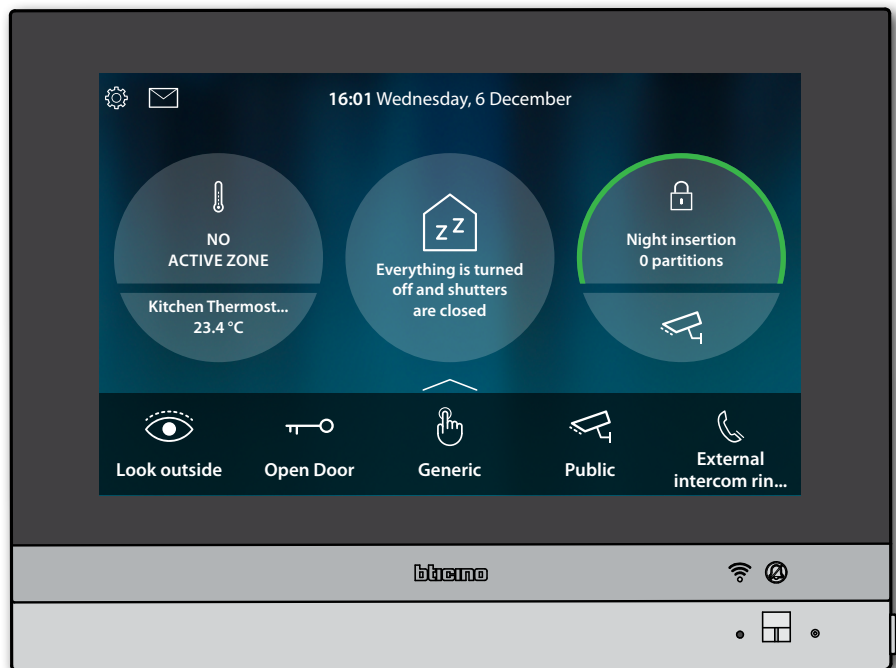 16:01 Wednesday, 6 December
NO
ACTIVE ZONE
Kitchen Thermost...
23.4 °C
zZ
Everything is turned
off and shutters
are closed
Night insertion
0 partitions
Look outside
Open Door
Generic
Public
External
intercom rin...
bticino